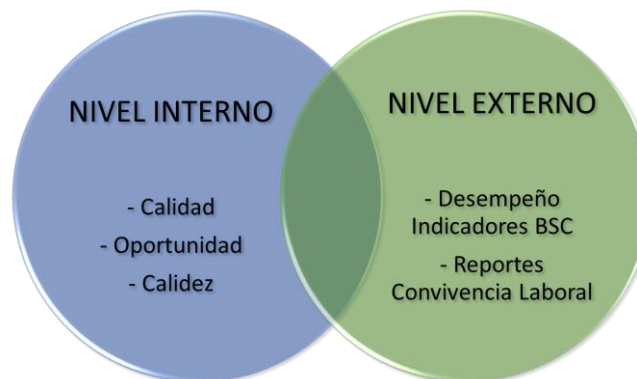 NIVEL INTERNO
- Calidad
- Oportunidad
- Calidez
NIVEL EXTERNO
- Desempeño
Indicadores BSC
- Reportes
Convivencia Laboral